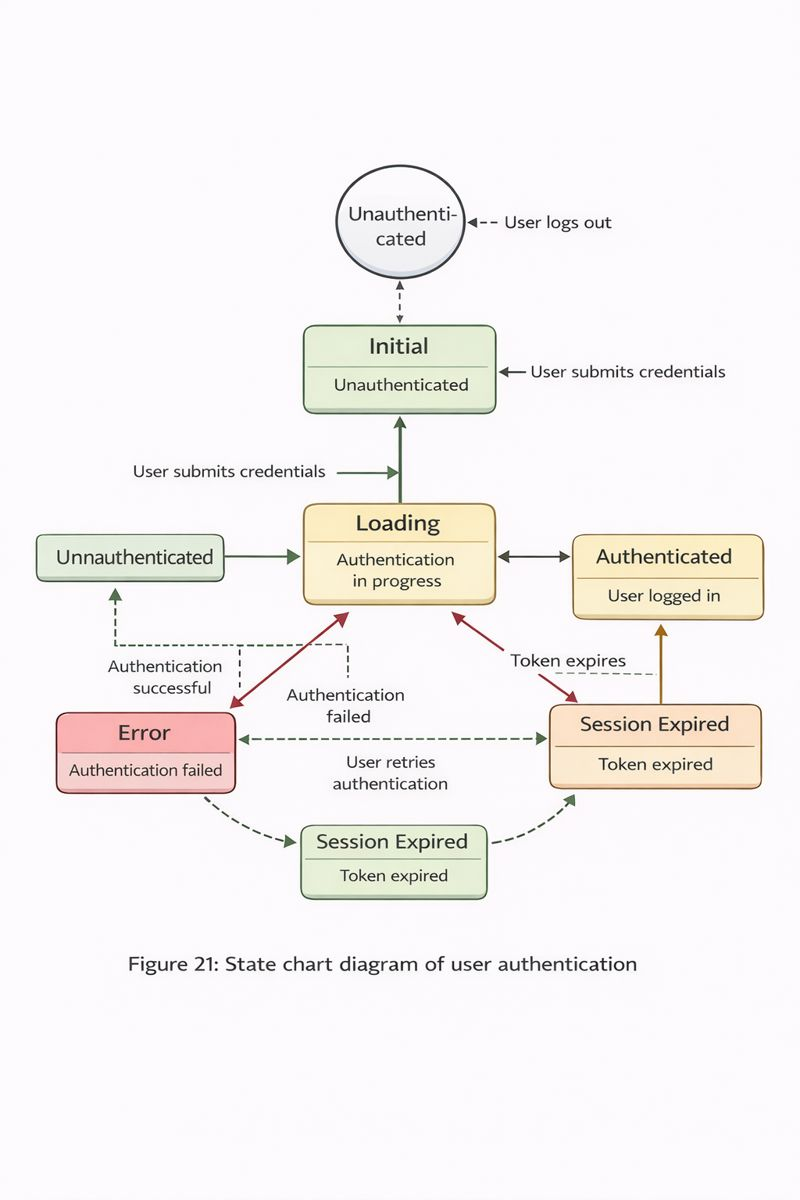 Unauthenti-
cated
User logs out
Initial
Unauthenticated
User submits credentials
User submits credentials
Loading
Authentication
in progress
Unnauthenticated
Authenticated
User logged in
Token expires
Authentication
successful
Authentication
failed
Error
Authentication failed
Session Expired
Token expired
User retries
authentication
Session Expired
Token expired
Figure 21: State chart diagram of user authentication